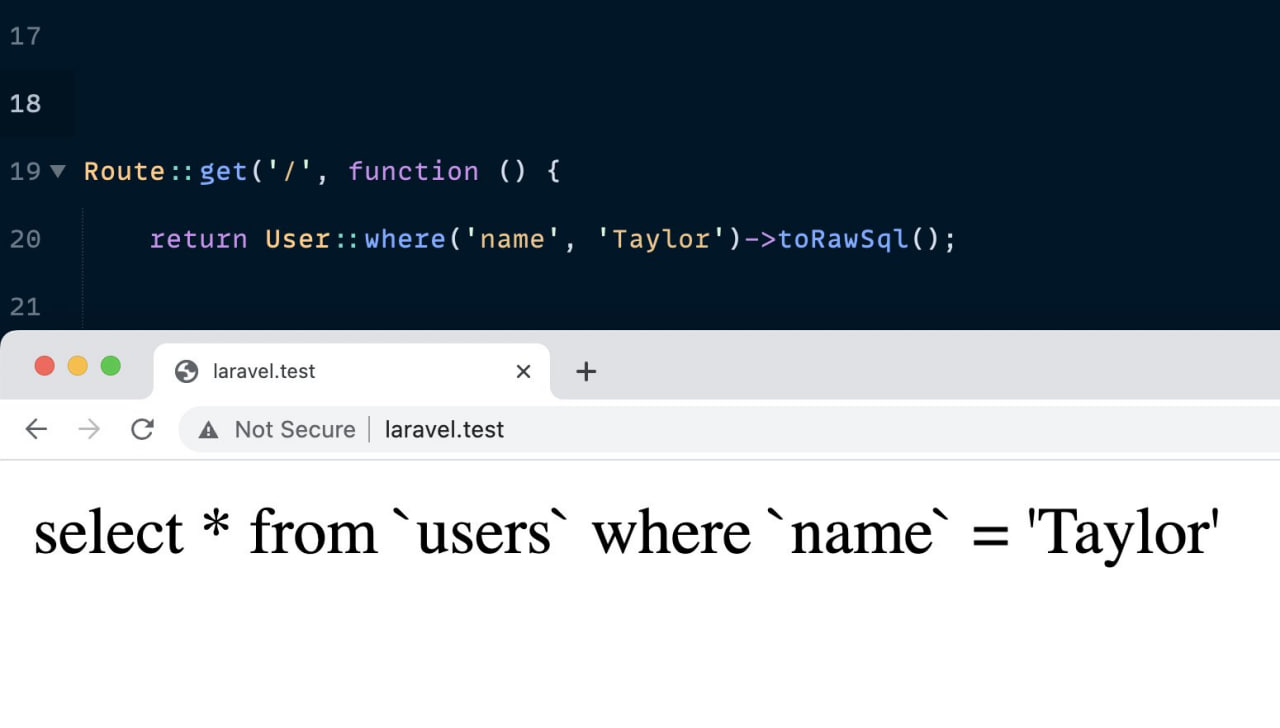 17
18
19 Route::get('/', function () {
20 return User::where('name', 'Taylor')->toRawSql();
21
laravel.test
Not Secure laravel.test
select * from `users` where `name` = 'Taylor'